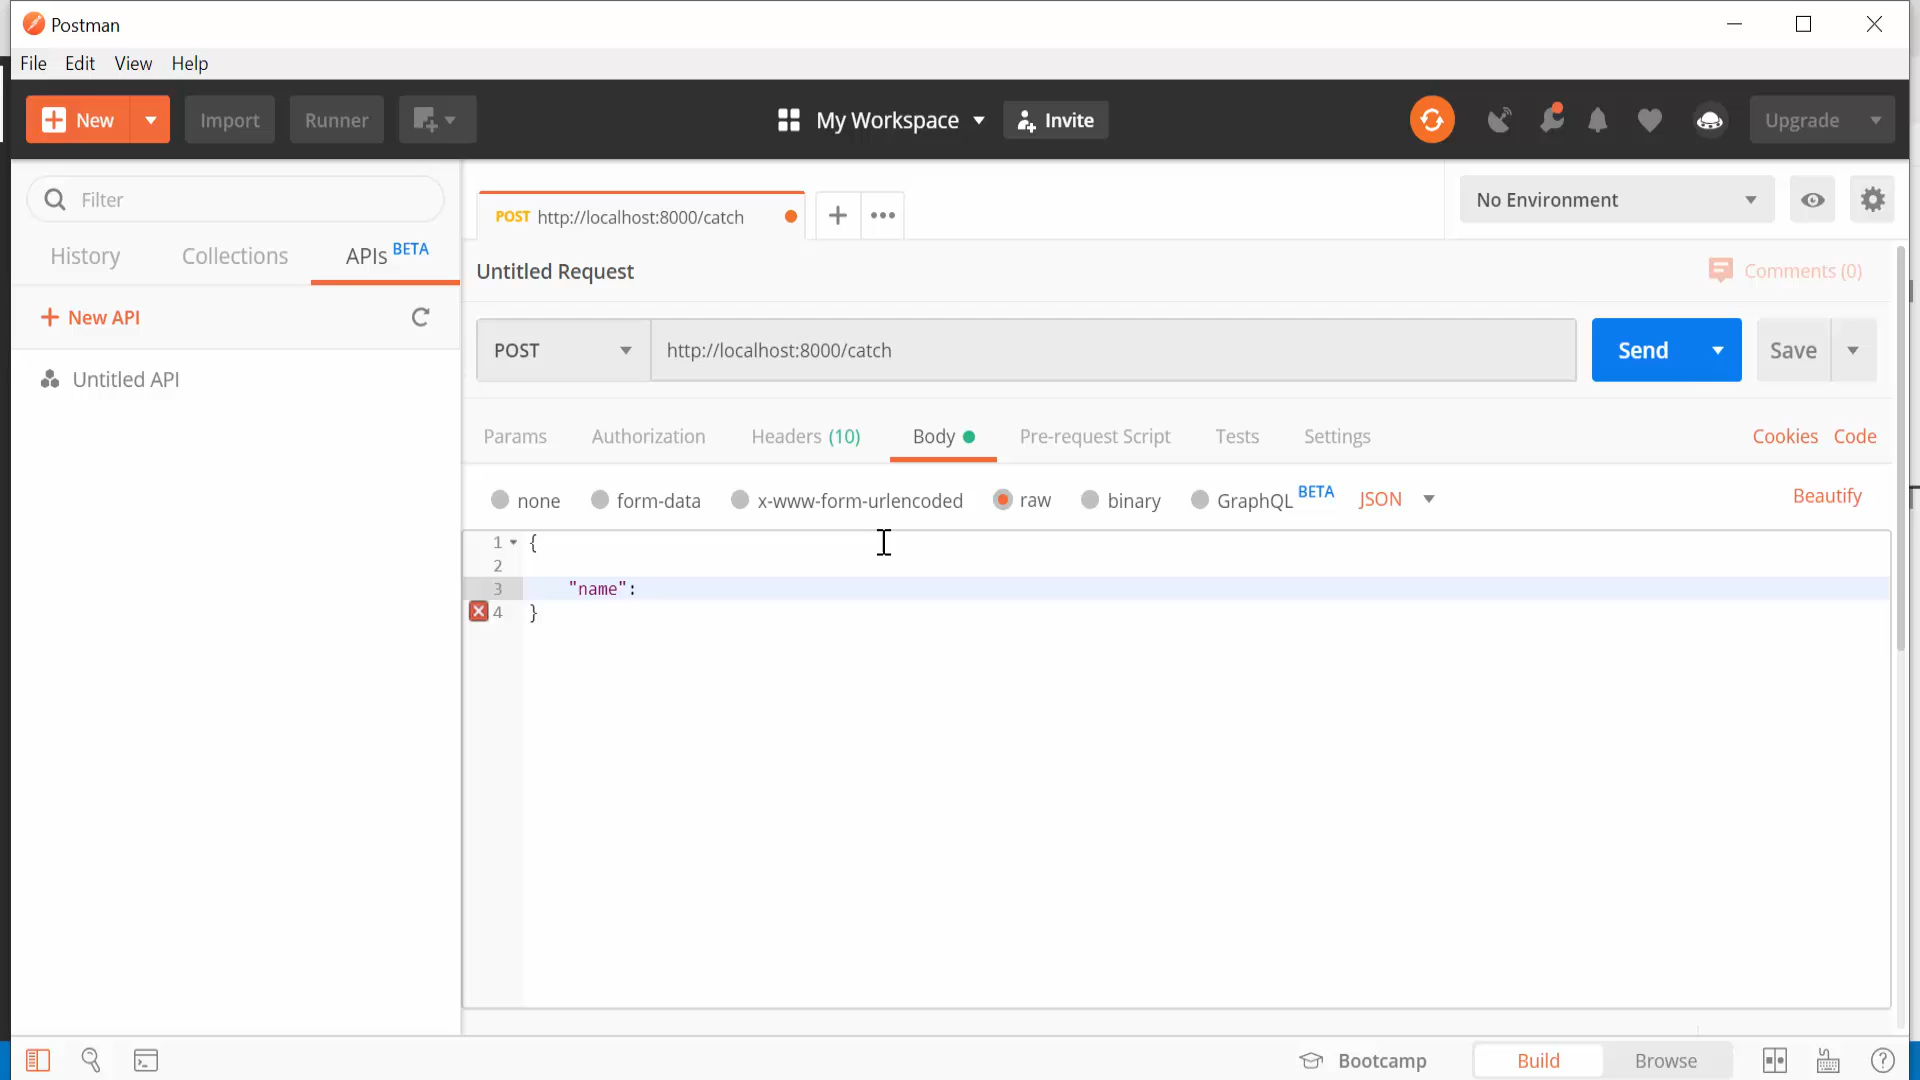 Postman
File Edit View Help
New Import Runner My Workspace Invite Upgrade
Filter
History Collections APIs BETA
New API
Untitled API
POST http://localhost:8000/catch
No Environment
Untitled Request
Comments (0)
POST http://localhost:8000/catch Send Save
Params Authorization Headers (10) Body Pre-request Script Tests Settings Cookies Code
none form-data x-www-form-urlencoded raw binary GraphQL BETA JSON Beautify
1 {
2
3 "name":
4 }
Bootcamp Build Browse